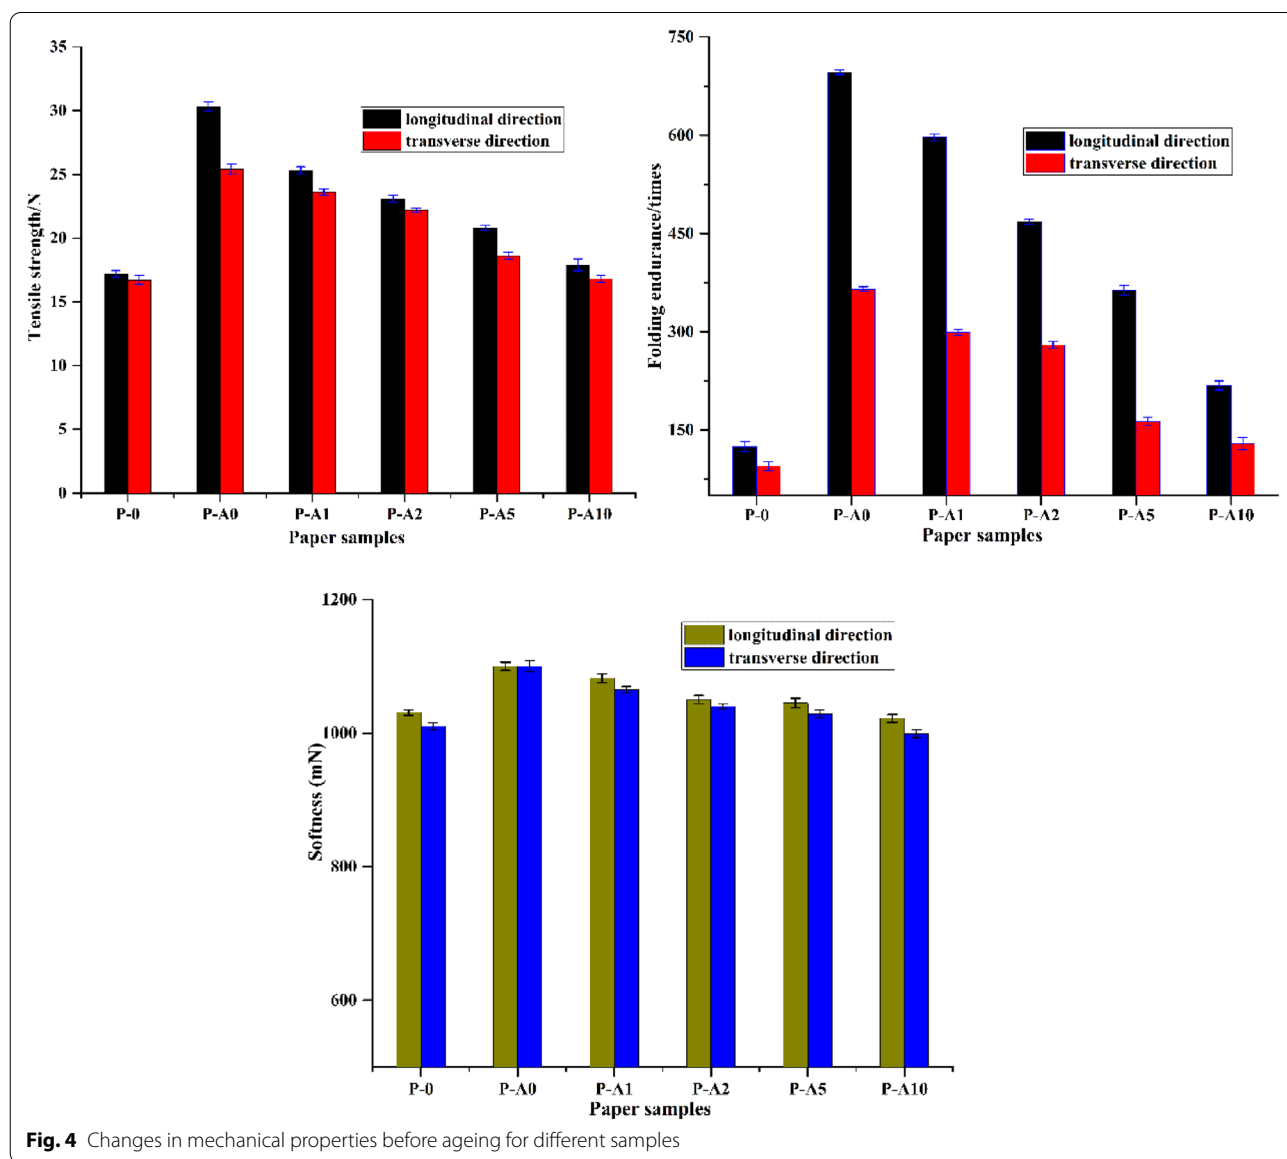 35
30
25
20
15
10
5
0
Tensile strength/N
longitudinal direction
transverse direction
P-0 P-A0 P-A1 P-A2 P-A5 P-A10
Paper samples
750
600
450
300
150
Folding endurance/times
longitudinal direction
transverse direction
P-0 P-A0 P-A1 P-A2 P-A5 P-A10
Paper samples
1200
1000
800
600
Softness (mN)
longitudinal direction
transverse direction
P-0 P-A0 P-A1 P-A2 P-A5 P-A10
Paper samples
Fig. 4 Changes in mechanical properties before ageing for different samples